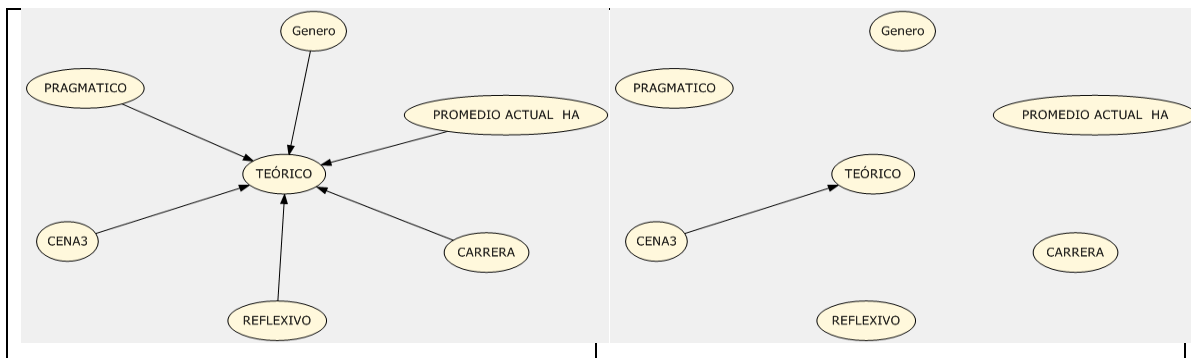 Genero
PRAGMATICO
PROMEDIO ACTUAL HA
TEÓRICO
CENA3
CARRERA
REFLEXIVO
Genero
PRAGMATICO
PROMEDIO ACTUAL HA
TEÓRICO
CENA3
CARRERA
REFLEXIVO